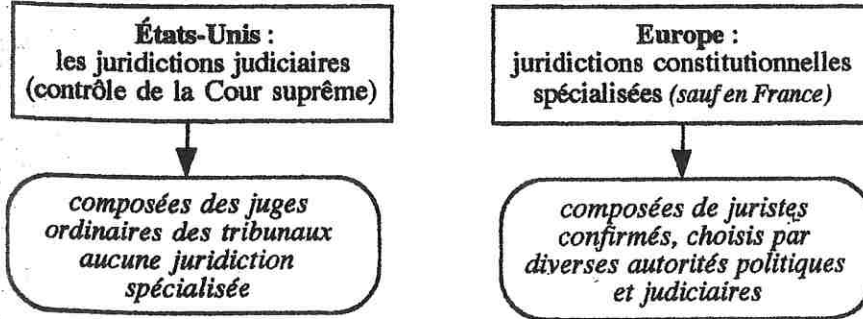 États-Unis :
les juridictions judiciaires
(contrôle de la Cour suprême)
composées des juges
ordinaires des tribunaux
aucune juridiction
spécialisée
Europe :
juridictions constitutionnelles
spécialisées (sauf en France)
composées de juristes
confirmés, choisis par
diverses autorités politiques
et judiciaires